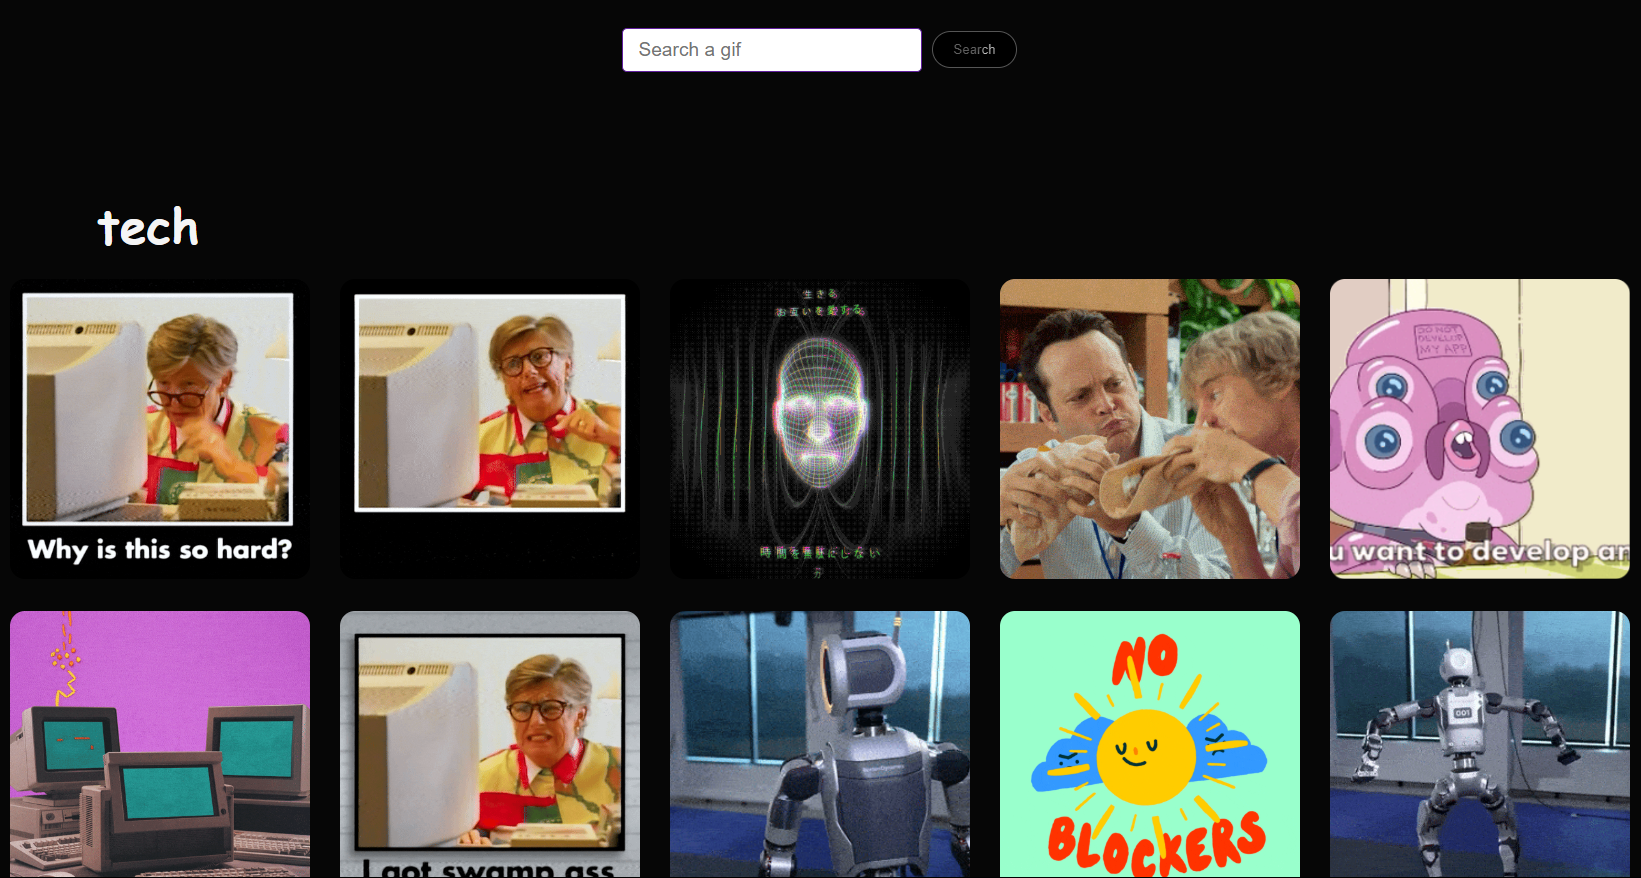 Search a gif
Search
tech
Why is this so hard?
生きる
お互いを愛する
時間を無駄にしない
DO NOT
DEVELOP
MY APP
u want to develop an
I got swamp ass
001
NO
BLOCKERS